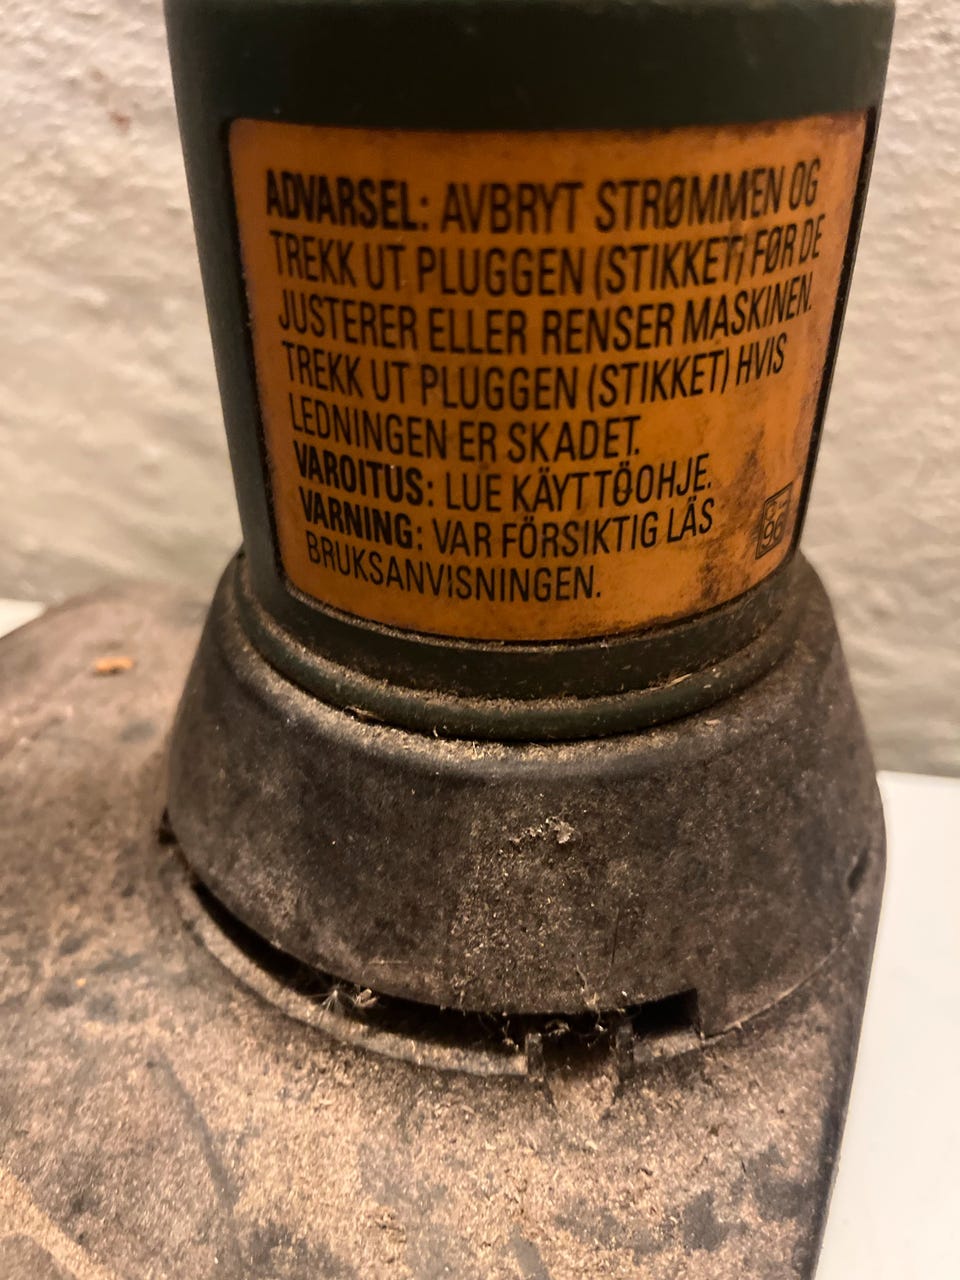 ADVARSEL: AVBRYT STRØMMEN OG
TREKK UT PLUGGEN (STIKKET) FØR DE
JUSTERER ELLER RENSER MASKINEN.
TREKK UT PLUGGEN (STIKKET) HVIS
LEDNINGEN ER SKADET.
VAROITUS: LUE KÄYTTÖOHJE.
VARNING: VAR FÖRSIKTIG LÄS
BRUKSANVISNINGEN.
96